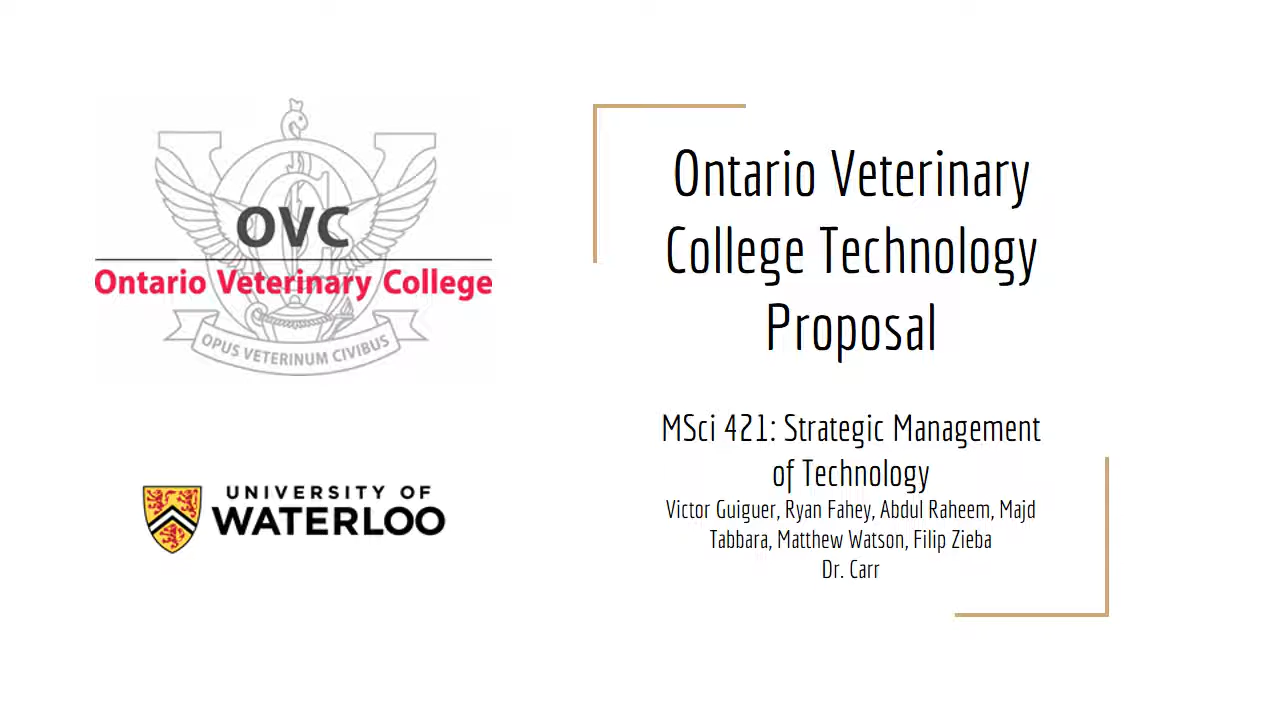 OVC
Ontario Veterinary College
OPUS VETERINUM CIVIBUS
UNIVERSITY OF
WATERLOO
Ontario Veterinary
College Technology
Proposal
MSci 421: Strategic Management
of Technology
Victor Guiguer, Ryan Fahey, Abdul Raheem, Majd
Tabbara, Matthew Watson, Filip Zieba
Dr. Carr